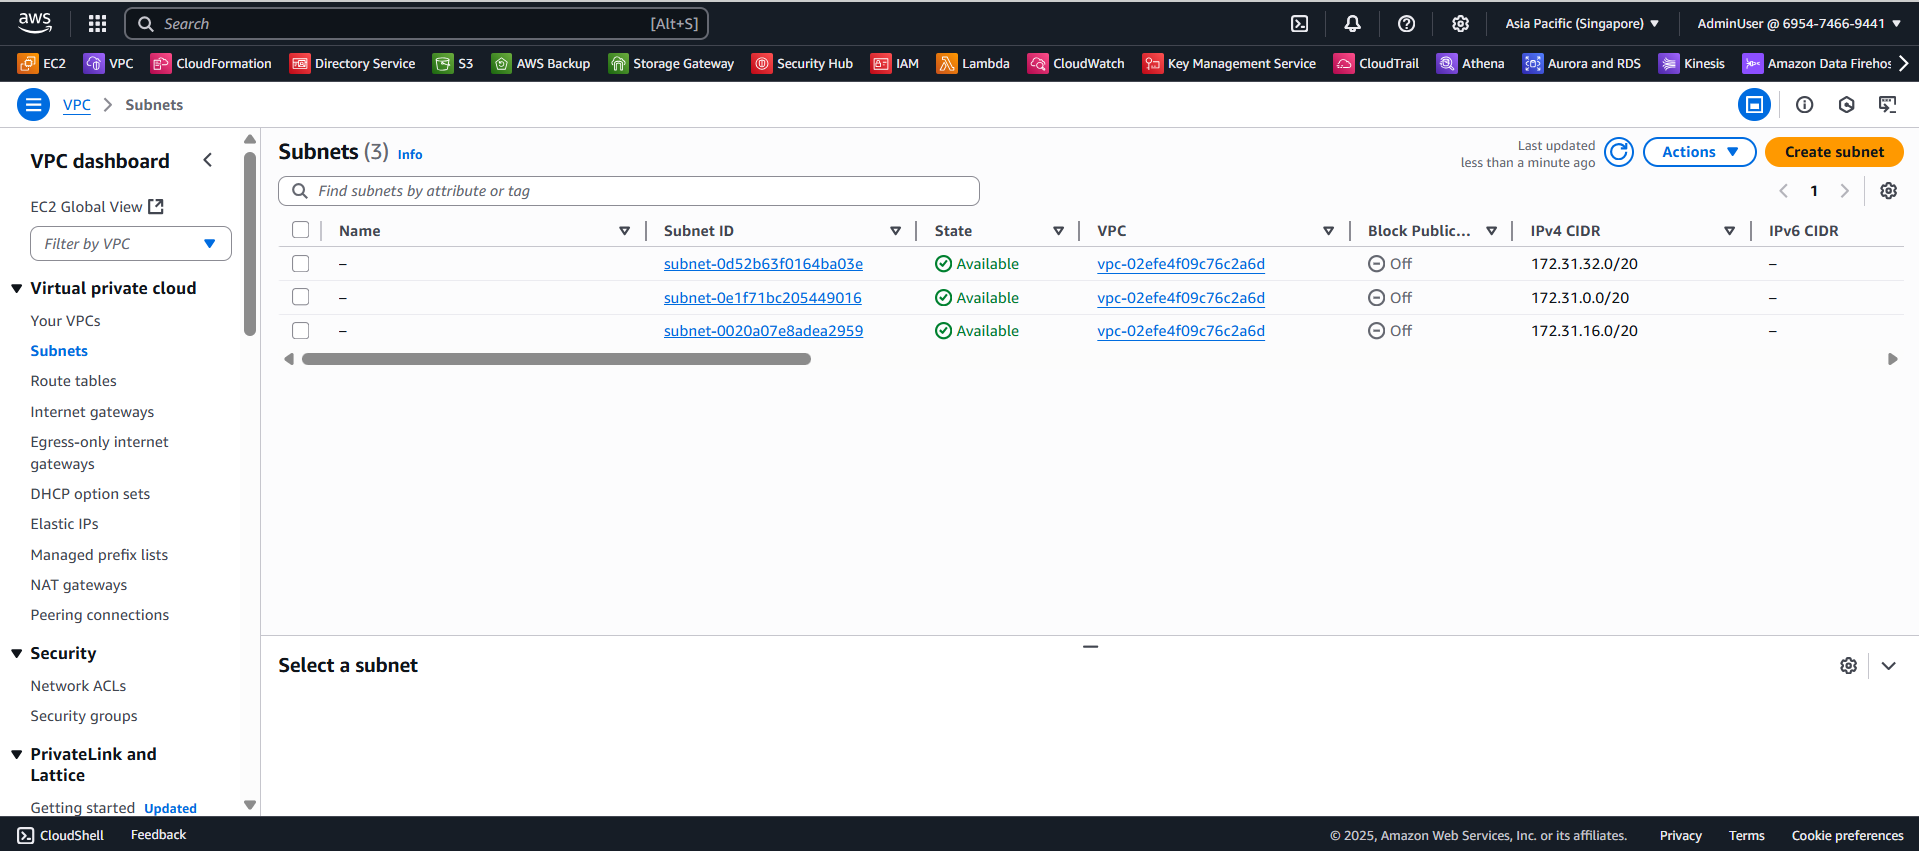 aws
Search [Alt+S]
Asia Pacific (Singapore)
AdminUser @ 6954-7466-9441
EC2 VPC CloudFormation Directory Service S3 AWS Backup Storage Gateway Security Hub IAM Lambda CloudWatch Key Management Service CloudTrail Athena Aurora and RDS Kinesis Amazon Data Firehos
VPC Subnets
VPC dashboard
EC2 Global View
Filter by VPC
Virtual private cloud
Your VPCs
Subnets
Route tables
Internet gateways
Egress-only internet
gateways
DHCP option sets
Elastic IPs
Managed prefix lists
NAT gateways
Peering connections
Security
Network ACLs
Security groups
PrivateLink and
Lattice
Getting started Updated
Subnets (3) Info
Last updated
less than a minute ago
Actions
Create subnet
Find subnets by attribute or tag
1
Name Subnet ID State VPC Block Public... IPv4 CIDR IPv6 CIDR
– subnet-0d52b63f0164ba03e Available vpc-02efe4f09c76c2a6d Off 172.31.32.0/20 –
– subnet-0e1f71bc205449016 Available vpc-02efe4f09c76c2a6d Off 172.31.0.0/20 –
– subnet-0020a07e8adea2959 Available vpc-02efe4f09c76c2a6d Off 172.31.16.0/20 –
Select a subnet
CloudShell Feedback
© 2025, Amazon Web Services, Inc. or its affiliates. Privacy Terms Cookie preferences